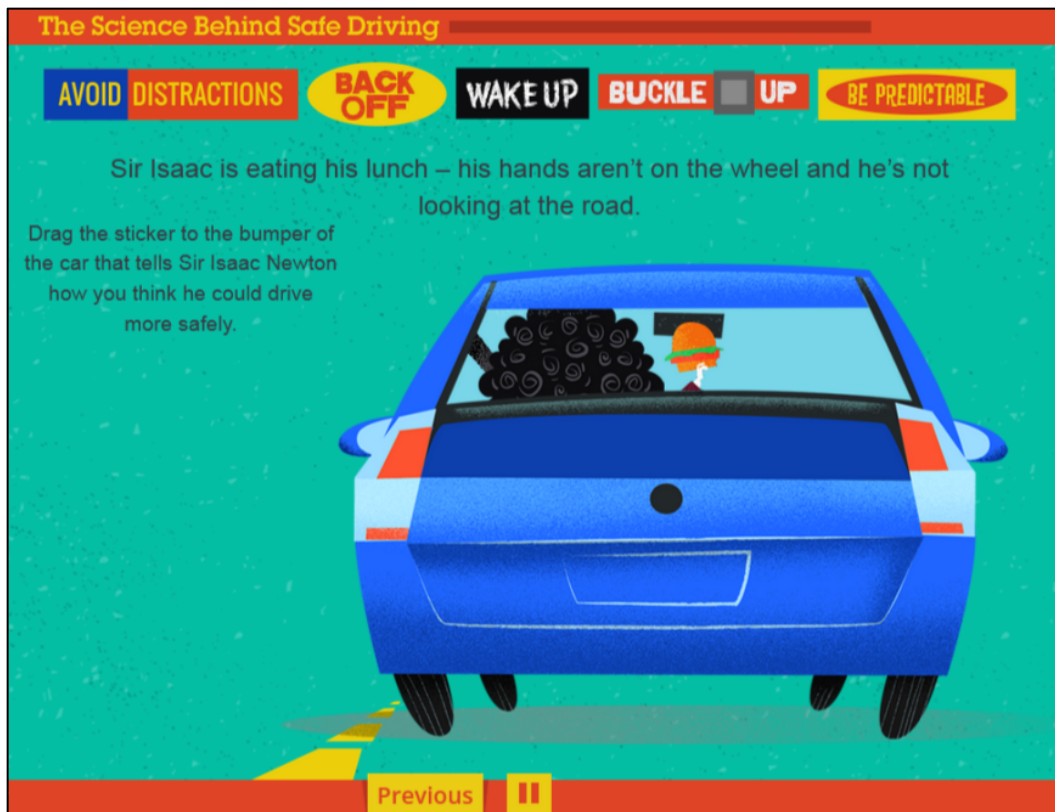 The Science Behind Safe Driving
AVOID DISTRACTIONS
BACK
OFF
WAKE UP
BUCKLE UP
BE PREDICTABLE
Sir Isaac is eating his lunch – his hands aren't on the wheel and he's not
looking at the road.
Drag the sticker to the bumper of
the car that tells Sir Isaac Newton
how you think he could drive
more safely.
Previous